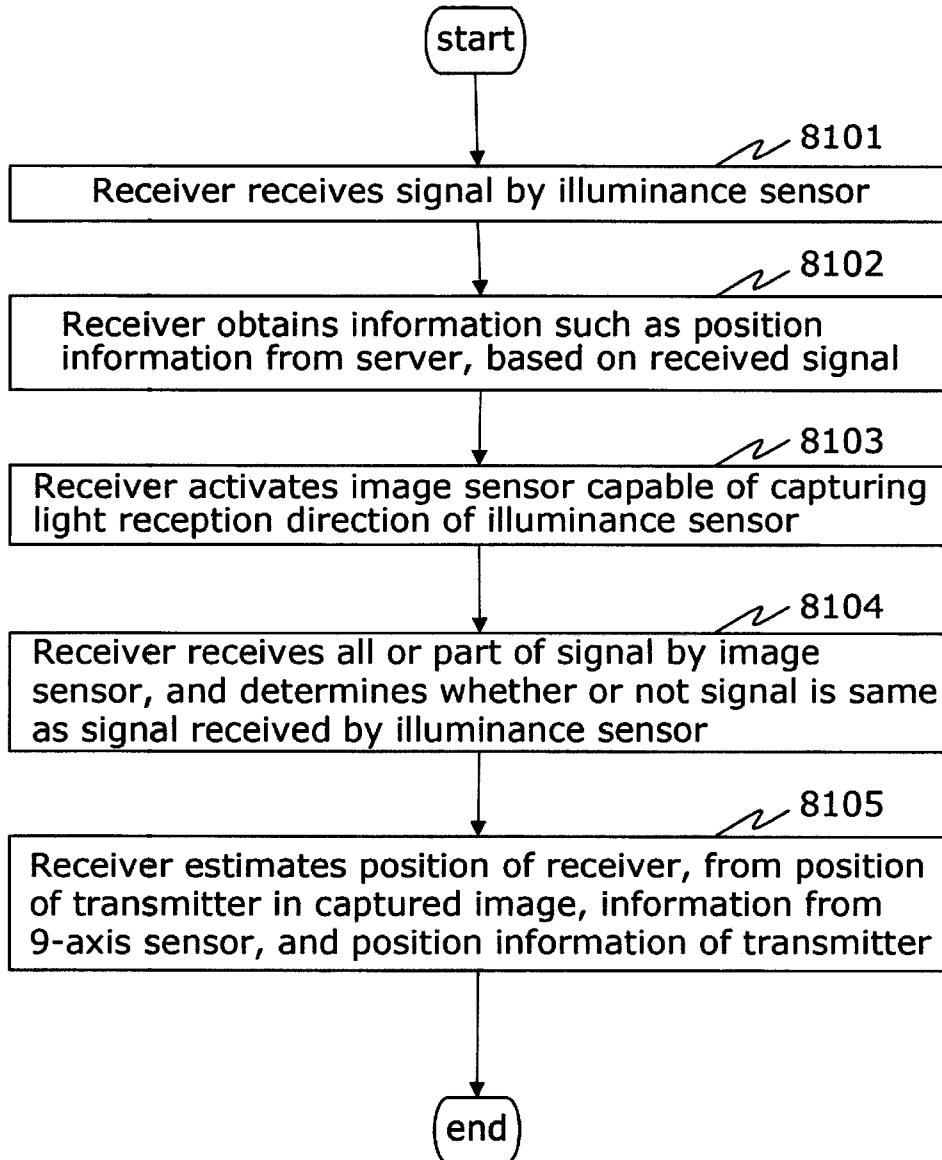 start
8101
Receiver receives signal by illuminance sensor
8102
Receiver obtains information such as position
information from server, based on received signal
8103
Receiver activates image sensor capable of capturing
light reception direction of illuminance sensor
8104
Receiver receives all or part of signal by image
sensor, and determines whether or not signal is same
as signal received by illuminance sensor
8105
Receiver estimates position of receiver, from position
of transmitter in captured image, information from
9-axis sensor, and position information of transmitter
end